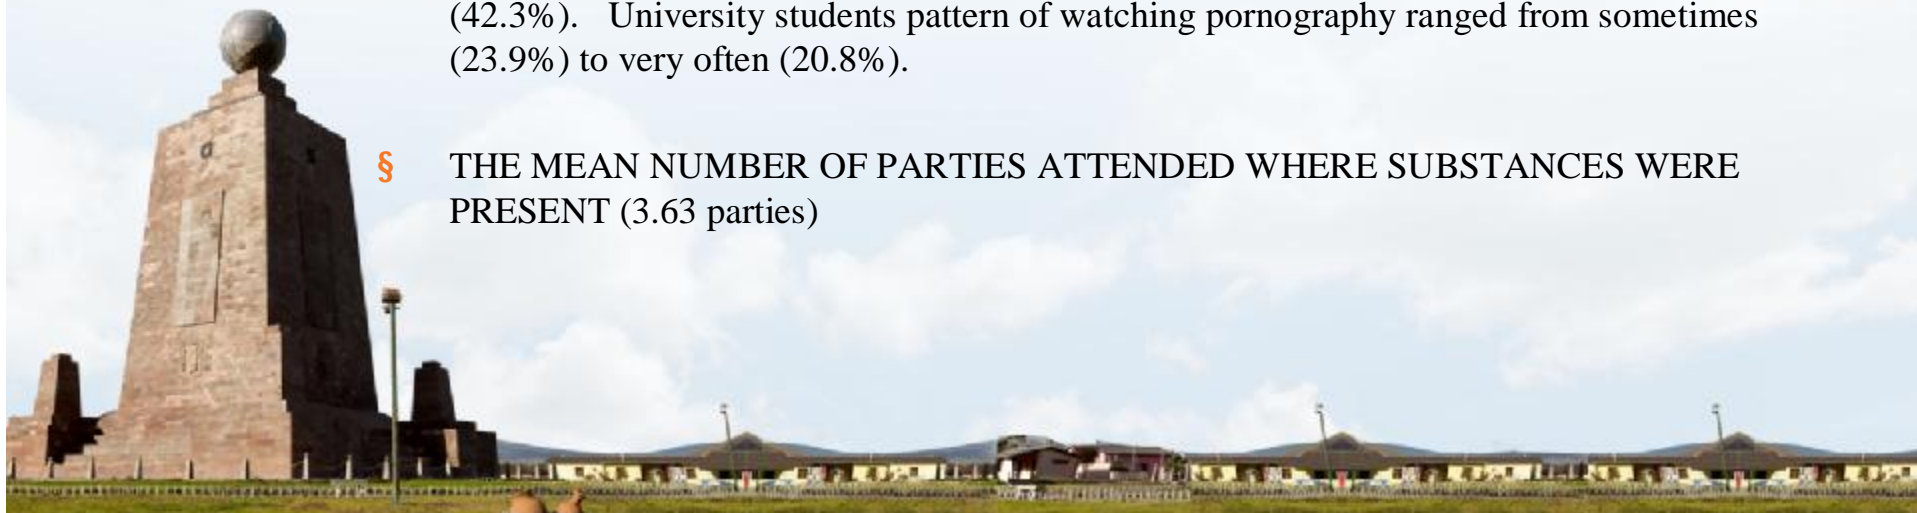 (42.3%). University students pattern of watching pornography ranged from sometimes
(23.9%) to very often (20.8%).
§ THE MEAN NUMBER OF PARTIES ATTENDED WHERE SUBSTANCES WERE
PRESENT (3.63 parties)